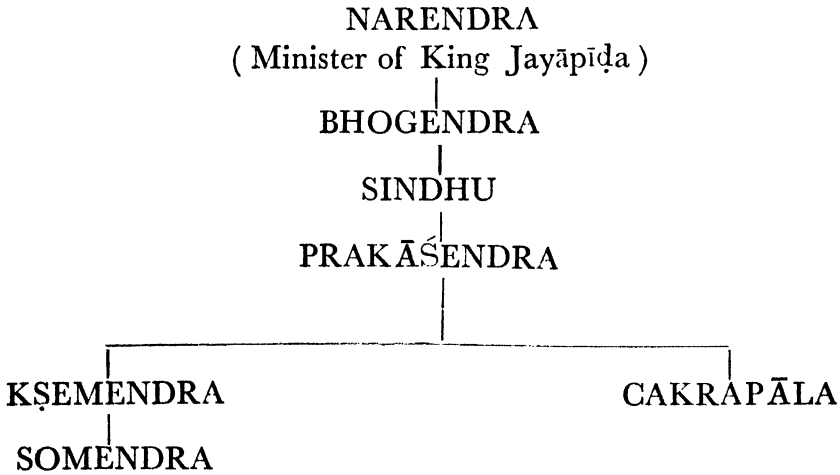 NARENDRA
( Minister of King Jayāpīḍa )
BHOGENDRA
SINDHU
PRAKĀŚENDRA
KṢEMENDRA CAKRAPĀLA
SOMENDRA